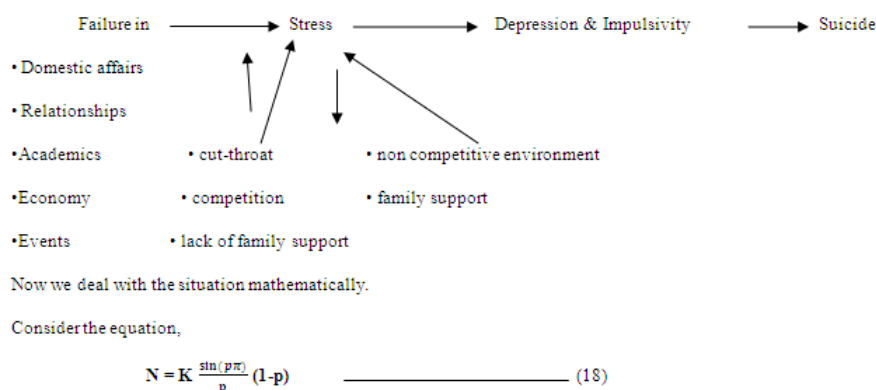 Failure in Stress Depression & Impulsivity Suicide
• Domestic affairs
• Relationships
•Academics • cut-throat • non competitive environment
•Economy • competition • family support
•Events • lack of family support
Now we deal with the situation mathematically.
Consider the equation,
N = K sin(pπ)/p (1-p) ____________________ (18)